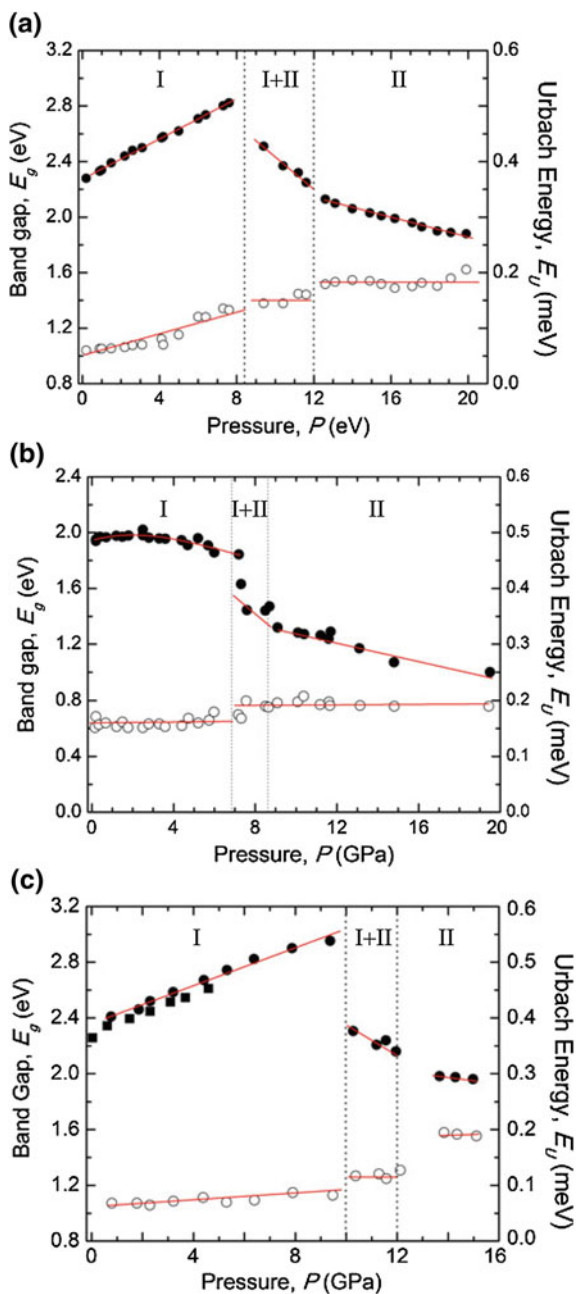 (a)
I
I+II
II
3.2
2.8
2.4
2.0
1.6
1.2
0.8
Band gap, E_g (eV)
0.6
0.4
0.2
0.0
Urbach Energy, E_U (meV)
0 4 8 12 16 20
Pressure, P (eV)
(b)
I
I+II
II
2.4
2.0
1.6
1.2
0.8
0.4
0.0
Band gap, E_g (eV)
0.6
0.5
0.4
0.3
0.2
0.1
0.0
Urbach Energy, E_U (meV)
0 4 8 12 16 20
Pressure, P (GPa)
(c)
I
I+II
II
3.2
2.8
2.4
2.0
1.6
1.2
0.8
Band Gap, E_g (eV)
0.6
0.5
0.4
0.3
0.2
0.1
0.0
Urbach Energy, E_U (meV)
0 4 8 12 16
Pressure, P (GPa)